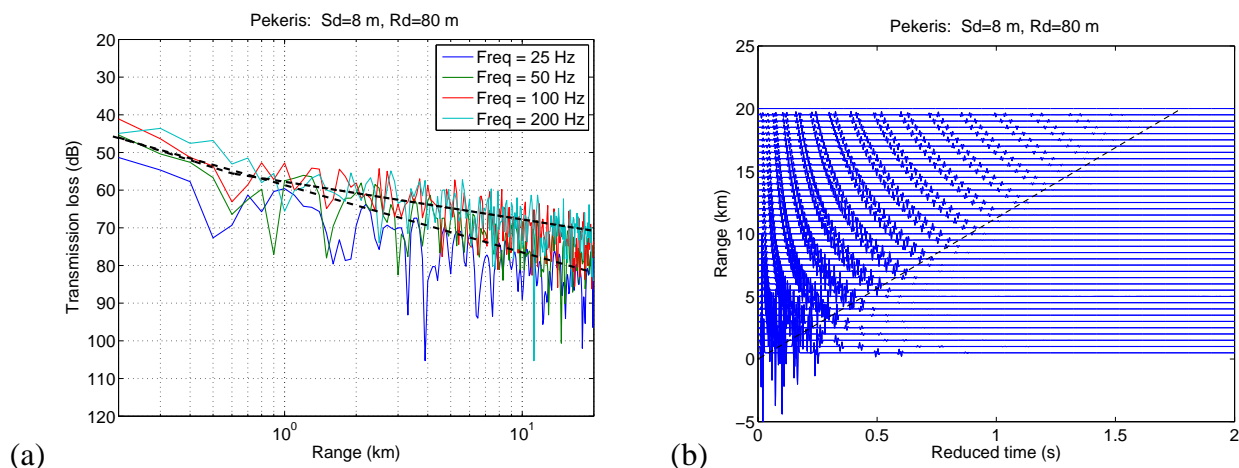 Pekeris: Sd=8 m, Rd=80 m
20
30
40
50
60
70
80
90
100
110
120
Transmission loss (dB)
Freq = 25 Hz
Freq = 50 Hz
Freq = 100 Hz
Freq = 200 Hz
10^0
10^1
Range (km)
(a)
Pekeris: Sd=8 m, Rd=80 m
25
20
15
10
5
0
−5
Range (km)
0
0.5
1
1.5
2
Reduced time (s)
(b)